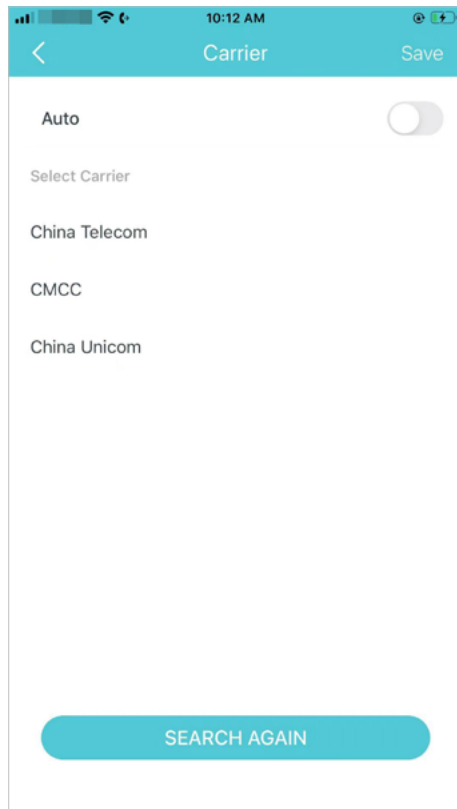 10:12 AM
Carrier
Save
Auto
Select Carrier
China Telecom
CMCC
China Unicom
SEARCH AGAIN